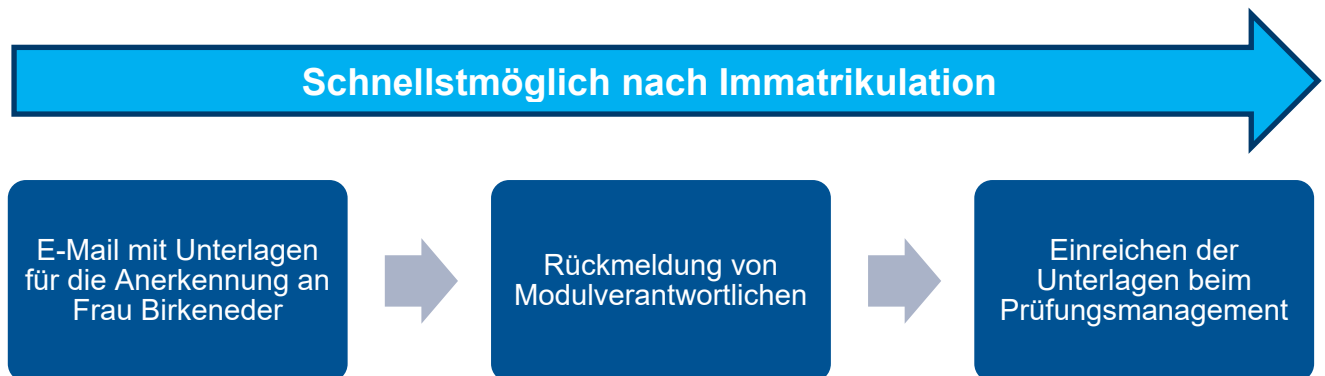 Schnellstmöglich nach Immatrikulation
E-Mail mit Unterlagen
für die Anerkennung an
Frau Birkeneder
Rückmeldung von
Modulverantwortlichen
Einreichen der
Unterlagen beim
Prüfungsmanagement